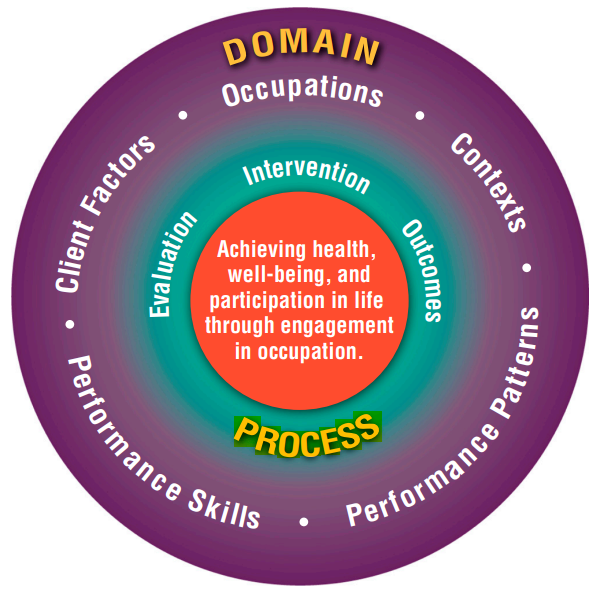 DOMAIN
Occupations
Contexts
Performance Patterns
Performance Skills
Client Factors
Evaluation
Intervention
Outcomes
Achieving health,
well-being, and
participation in life
through engagement
in occupation.
PROCESS